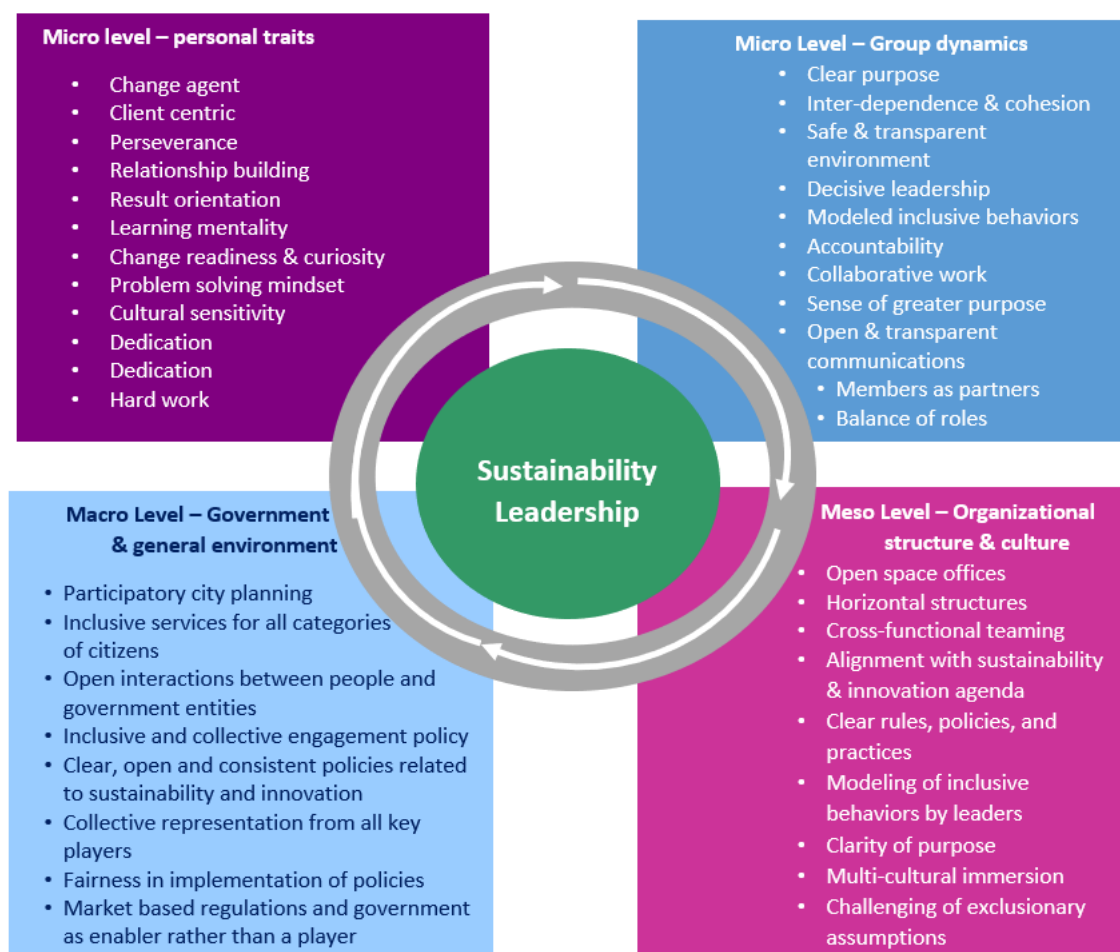 Micro level – personal traits
• Change agent
• Client centric
• Perseverance
• Relationship building
• Result orientation
• Learning mentality
• Change readiness & curiosity
• Problem solving mindset
• Cultural sensitivity
• Dedication
• Dedication
• Hard work
Micro Level – Group dynamics
• Clear purpose
• Inter-dependence & cohesion
• Safe & transparent
environment
• Decisive leadership
• Modeled inclusive behaviors
• Accountability
• Collaborative work
• Sense of greater purpose
• Open & transparent
communications
• Members as partners
• Balance of roles
Sustainability
Leadership
Macro Level – Government
& general environment
• Participatory city planning
• Inclusive services for all categories
of citizens
• Open interactions between people and
government entities
• Inclusive and collective engagement policy
• Clear, open and consistent policies related
to sustainability and innovation
• Collective representation from all key
players
• Fairness in implementation of policies
• Market based regulations and government
as enabler rather than a player
Meso Level – Organizational
structure & culture
• Open space offices
• Horizontal structures
• Cross-functional teaming
• Alignment with sustainability
& innovation agenda
• Clear rules, policies, and
practices
• Modeling of inclusive
behaviors by leaders
• Clarity of purpose
• Multi-cultural immersion
• Challenging of exclusionary
assumptions